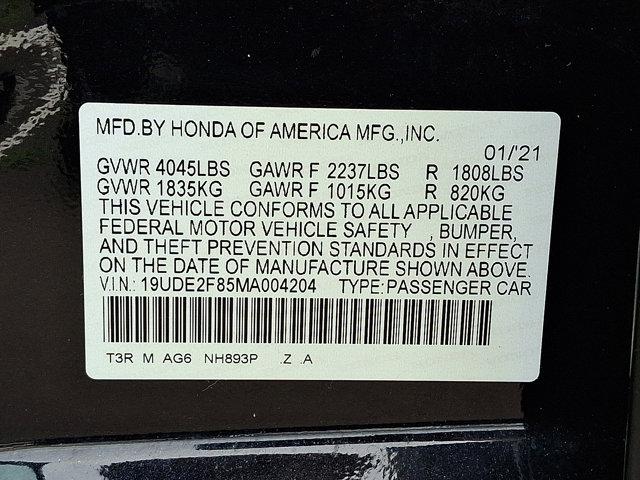 MFD.BY HONDA OF AMERICA MFG.,INC.
01/'21
GVWR 4045LBS GAWR F 2237LBS R 1808LBS
GVWR 1835KG GAWR F 1015KG R 820KG
THIS VEHICLE CONFORMS TO ALL APPLICABLE
FEDERAL MOTOR VEHICLE SAFETY , BUMPER,
AND THEFT PREVENTION STANDARDS IN EFFECT
ON THE DATE OF MANUFACTURE SHOWN ABOVE.
V.I.N.: 19UDE2F85MA004204 TYPE:PASSENGER CAR
T3R M AG6 NH893P .Z .A